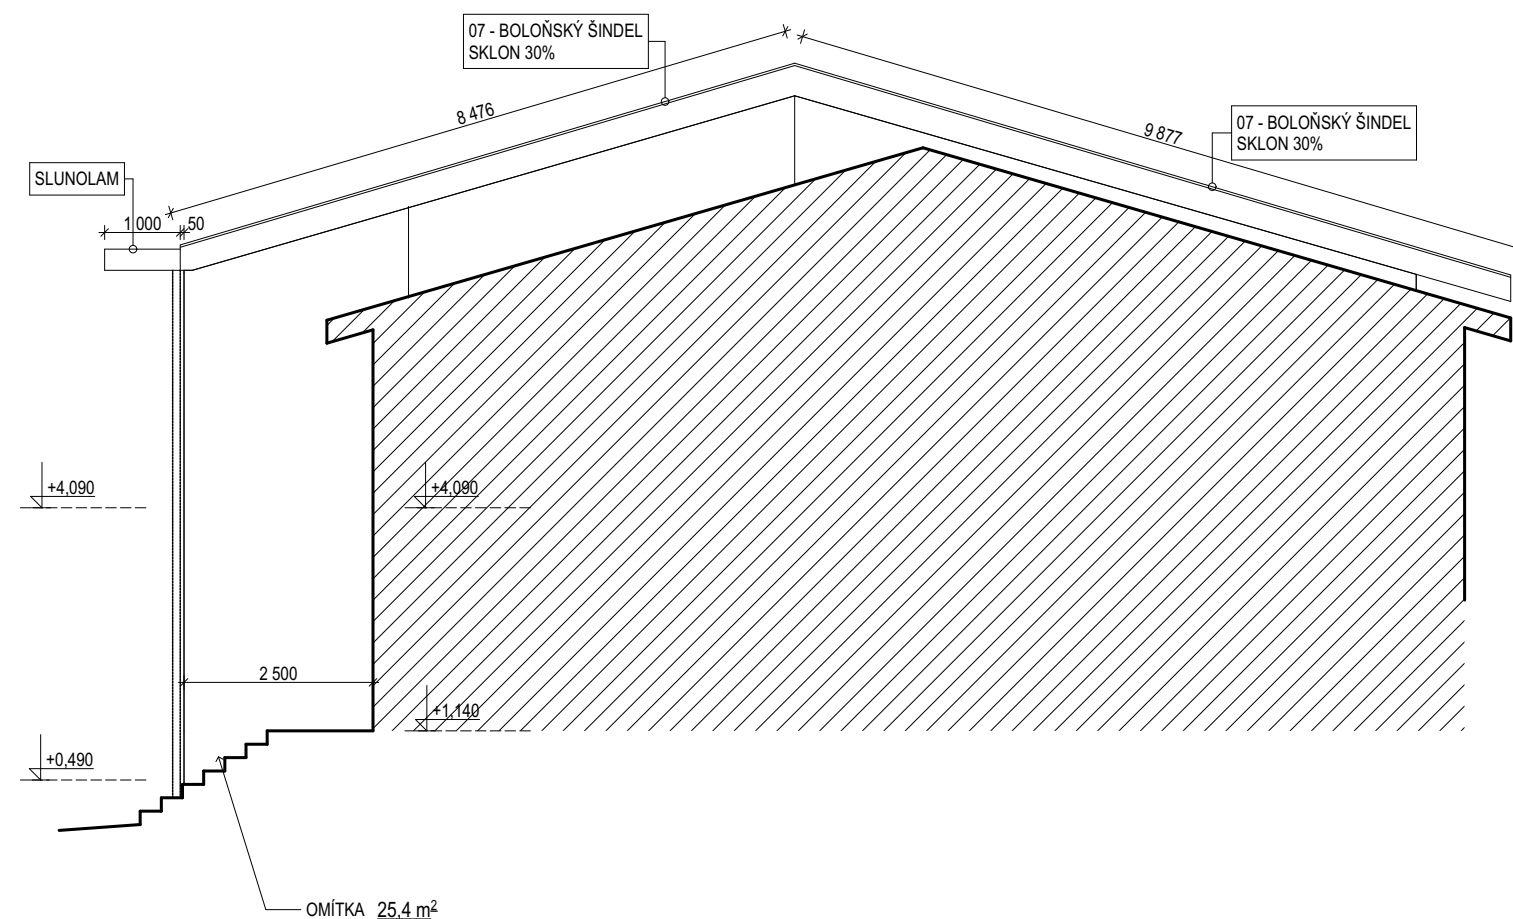 07 - BOLOŇSKÝ ŠINDEL
SKLON 30%
8 476
9 877
07 - BOLOŇSKÝ ŠINDEL
SKLON 30%
SLUNOLAM
1 000
50
+4,090
+4,090
2 500
+1,140
+0,490
OMÍTKA 25,4 m²